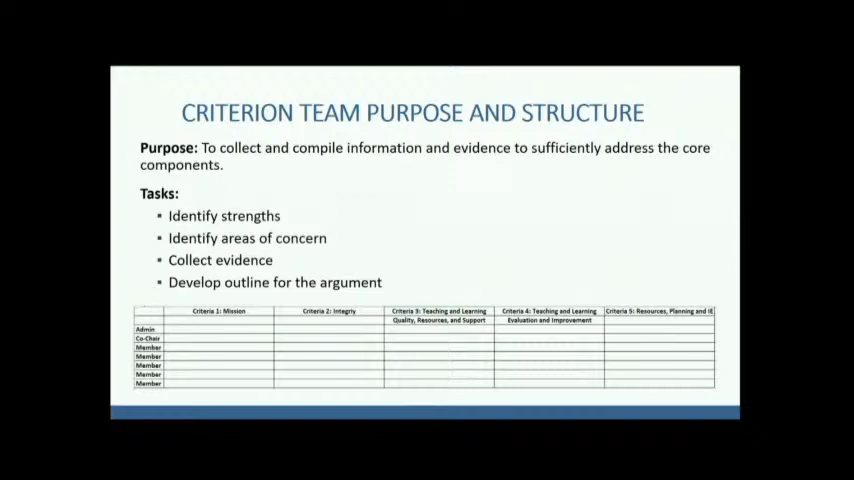 CRITERION TEAM PURPOSE AND STRUCTURE
Purpose: To collect and compile information and evidence to sufficiently address the core
components.
Tasks:
▪ Identify strengths
▪ Identify areas of concern
▪ Collect evidence
▪ Develop outline for the argument
Criteria 1: Mission Criteria 2: Integriy Criteria 3: Teaching and Learning Criteria 4: Teaching and Learning Criteria 5: Resources, Planning and IE
Quality, Resources, and Support Evaluation and Improvement
Admin
Co-Chair
Member
Member
Member
Member
Member